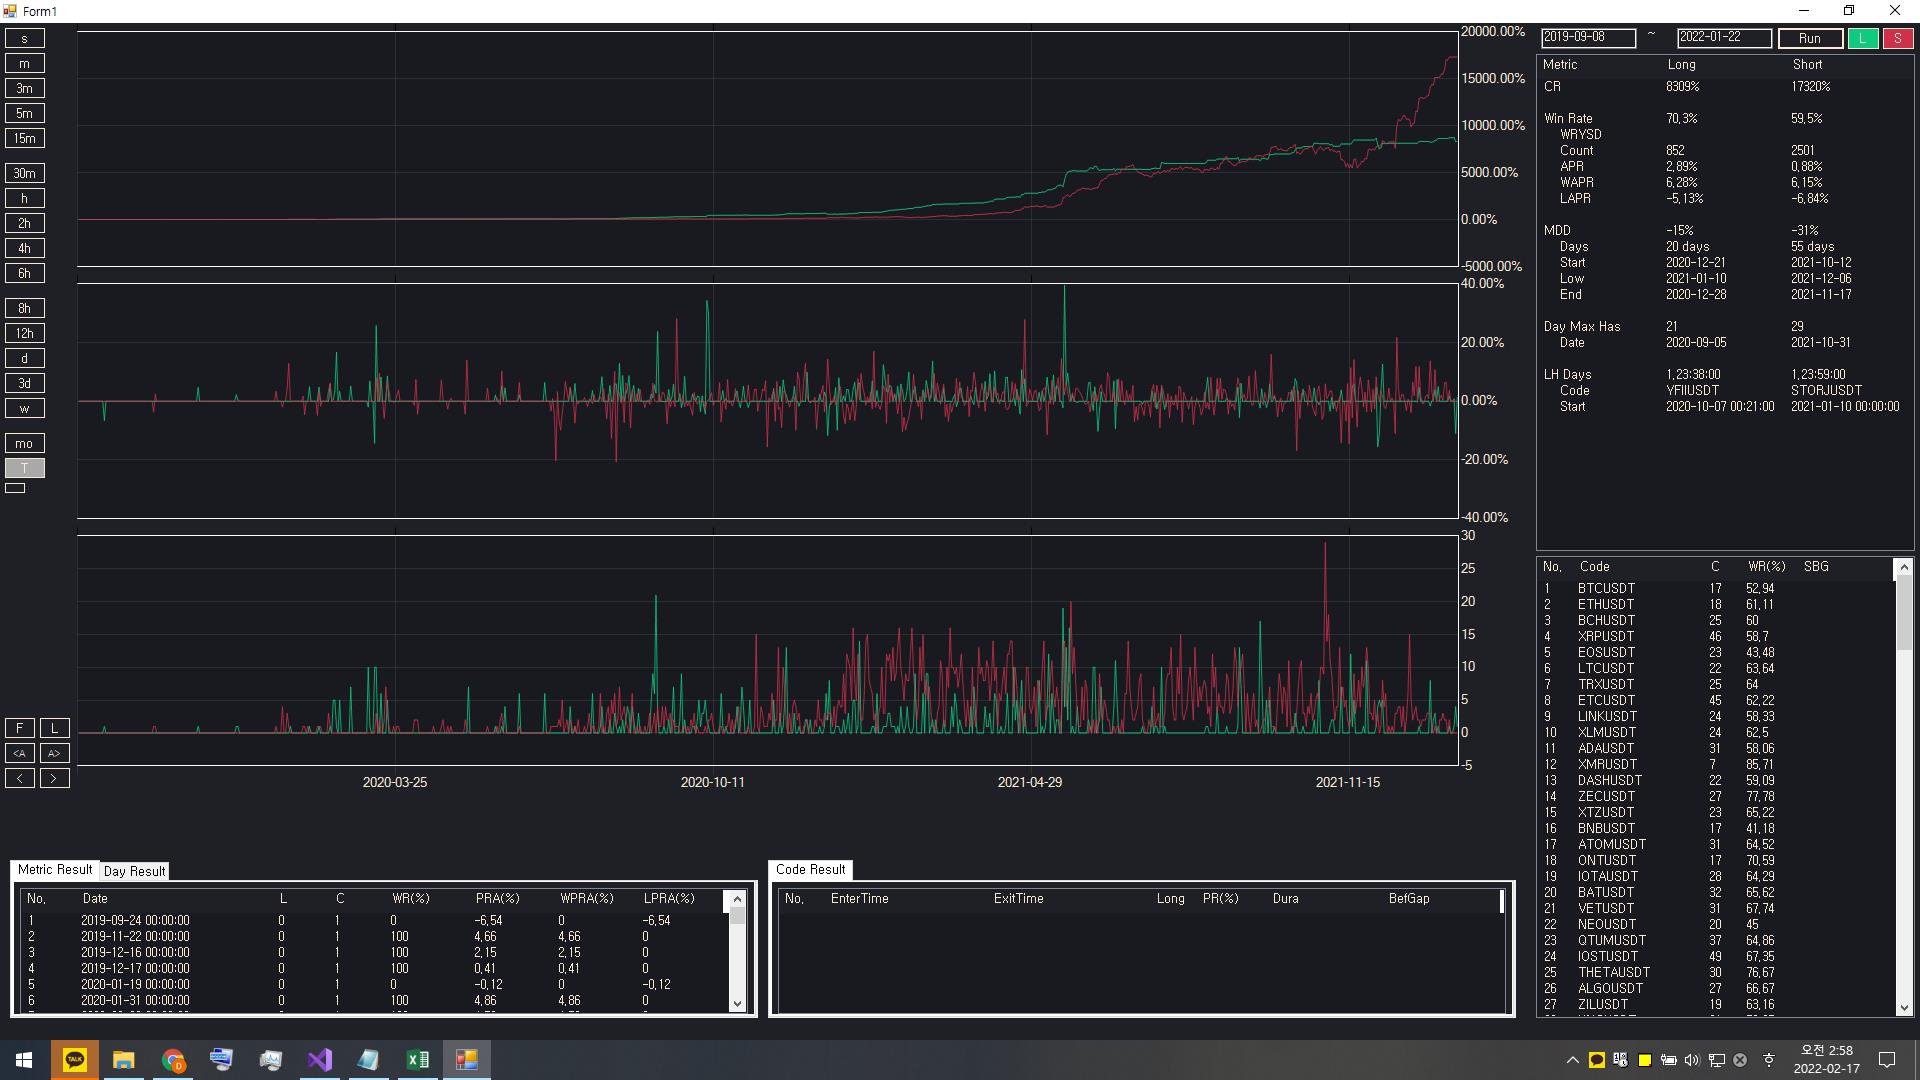 Form1
s
m
3m
5m
15m
30m
h
2h
4h
6h
8h
12h
d
3d
w
mo
T
F L
<A A>
< >
20000.00%
15000.00%
10000.00%
5000.00%
0.00%
-5000.00%
40.00%
20.00%
0.00%
-20.00%
-40.00%
30
25
20
15
10
5
0
-5
2020-03-25 2020-10-11 2021-04-29 2021-11-15
2019-09-08 ~ 2022-01-22 Run L S
Metric Long Short
CR 8309% 17320%
Win Rate 70,3% 59,5%
WRYSD
Count 852 2501
APR 2,89% 0,88%
WAPR 6,28% 6,15%
LAPR -5,13% -6,84%
MDD -15% -31%
Days 20 days 55 days
Start 2020-12-21 2021-10-12
Low 2021-01-10 2021-12-06
End 2020-12-28 2021-11-17
Day Max Has 21 29
Date 2020-09-05 2021-10-31
LH Days 1,23:38:00 1,23:59:00
Code YFIIUSDT STORJUSDT
Start 2020-10-07 00:21:00 2021-01-10 00:00:00
No, Code C WR(%) SBG
1 BTCUSDT 17 52,94
2 ETHUSDT 18 61,11
3 BCHUSDT 25 60
4 XRPUSDT 46 58,7
5 EOSUSDT 23 43,48
6 LTCUSDT 22 63,64
7 TRXUSDT 25 64
8 ETCUSDT 45 62,22
9 LINKUSDT 24 58,33
10 XLMUSDT 24 62,5
11 ADAUSDT 31 58,06
12 XMRUSDT 7 85,71
13 DASHUSDT 22 59,09
14 ZECUSDT 27 77,78
15 XTZUSDT 23 65,22
16 BNBUSDT 17 41,18
17 ATOMUSDT 31 64,52
18 ONTUSDT 17 70,59
19 IOTAUSDT 28 64,29
20 BATUSDT 32 65,62
21 VETUSDT 31 67,74
22 NEOUSDT 20 45
23 QTUMUSDT 37 64,86
24 IOSTUSDT 49 67,35
25 THETAUSDT 30 76,67
26 ALGOUSDT 27 66,67
27 ZILUSDT 19 63,16
Metric Result Day Result
No, Date L C WR(%) PRA(%) WPRA(%) LPRA(%)
1 2019-09-24 00:00:00 0 1 0 -6,54 0 -6,54
2 2019-11-22 00:00:00 0 1 100 4,66 4,66 0
3 2019-12-16 00:00:00 0 1 100 2,15 2,15 0
4 2019-12-17 00:00:00 0 1 100 0,41 0,41 0
5 2020-01-19 00:00:00 0 1 0 -0,12 0 -0,12
6 2020-01-31 00:00:00 0 1 100 4,86 4,86 0
Code Result
No, EnterTime ExitTime Long PR(%) Dura BefGap
TALK
오전 2:58
2022-02-17